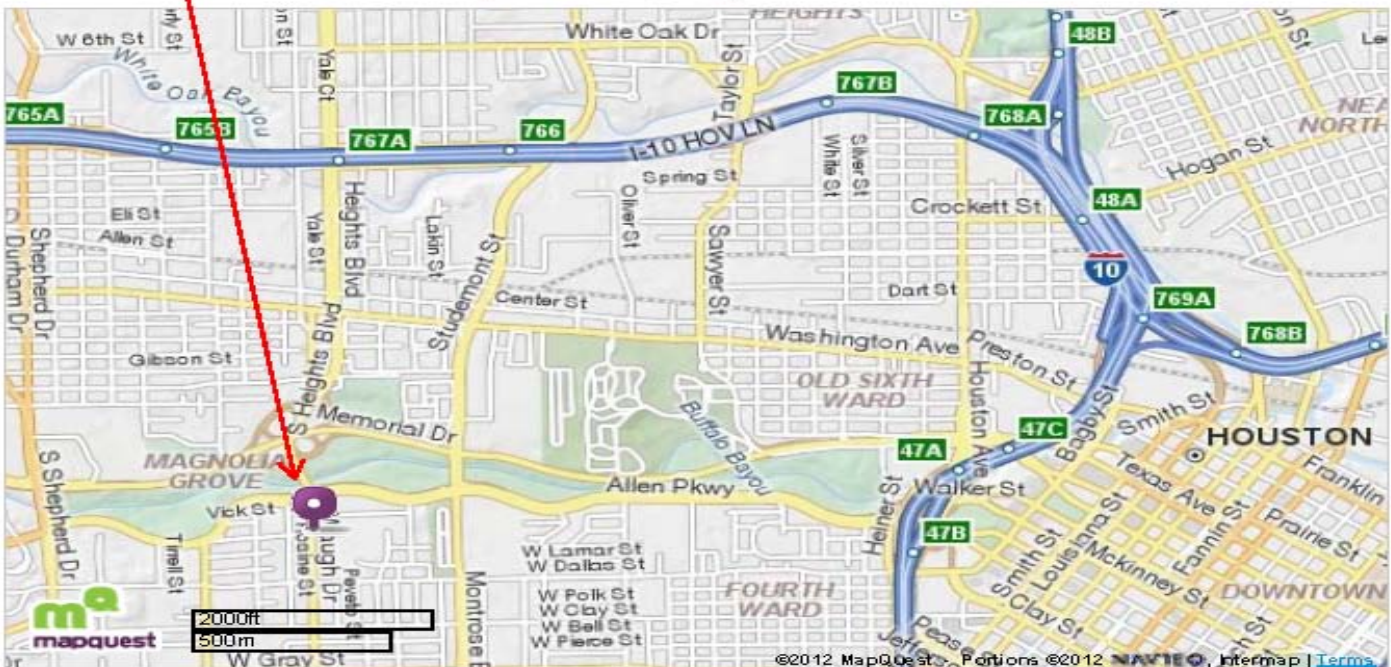 HEIGHTS
White Oak Dr
48B
W 6th St
Yale Ct
Taylor St
White Oak Bayou
767B
765A
765B
767A
766
I-10 HOV LN
768A
NORTH
Hogan St
Spring St
White St
Silver St
Oliver St
Crockett St
48A
Eli St
Allen St
Yale St
Heights Blvd
Lakin St
Shepherd Dr
Durham Dr
Studemont St
Sawyer St
10
Center St
Dart St
769A
Washington Ave
Preston St
768B
Gibson St
S Heights Blvd
OLD SIXTH
WARD
Houston Ave
Bagby St
Smith St
Memorial Dr
Buffalo Bayou
47A
47C
HOUSTON
MAGNOLIA
GROVE
Allen Pkwy
Walker St
Texas Ave
Franklin
Vick St
Heiner St
47B
Prairie St
S Shepherd Dr
Tirrell St
Peveto St
W Lamar St
W Dallas St
Smith St
Louisiana St
McKinney St
Fannin St
W Polk St
W Clay St
W Bell St
W Pierce St
FOURTH
WARD
S Clay St
DOWNTOWN
Montrose B
mq
mapquest
2000ft
500m
W Gray St
©2012 MapQuest - Portions ©2012 NAVTEQ, Intermap | Terms